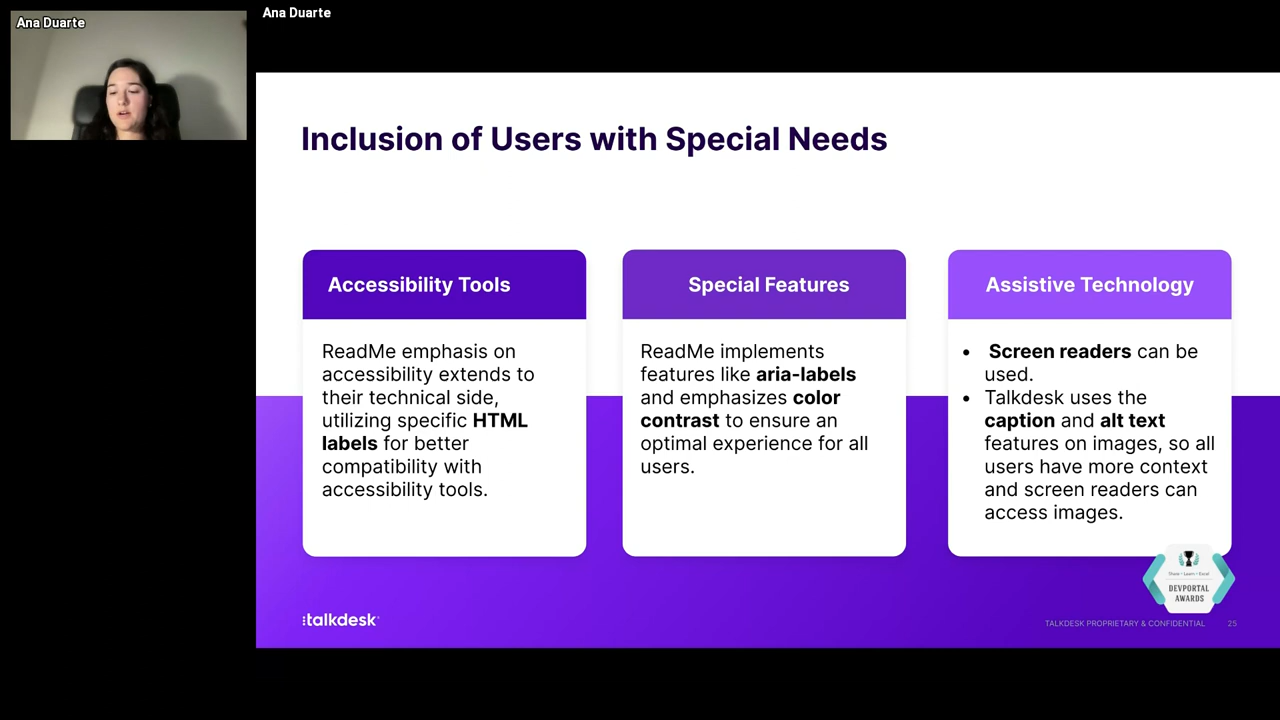 Ana Duarte
Ana Duarte
Inclusion of Users with Special Needs
Accessibility Tools
ReadMe emphasis on
accessibility extends to
their technical side,
utilizing specific HTML
labels for better
compatibility with
accessibility tools.
Special Features
ReadMe implements
features like aria-labels
and emphasizes color
contrast to ensure an
optimal experience for all
users.
Assistive Technology
• Screen readers can be
used.
• Talkdesk uses the
caption and alt text
features on images, so all
users have more context
and screen readers can
access images.
Share • Learn • Excel
DEVPORTAL
AWARDS
:talkdesk
TALKDESK PROPRIETARY & CONFIDENTIAL 25